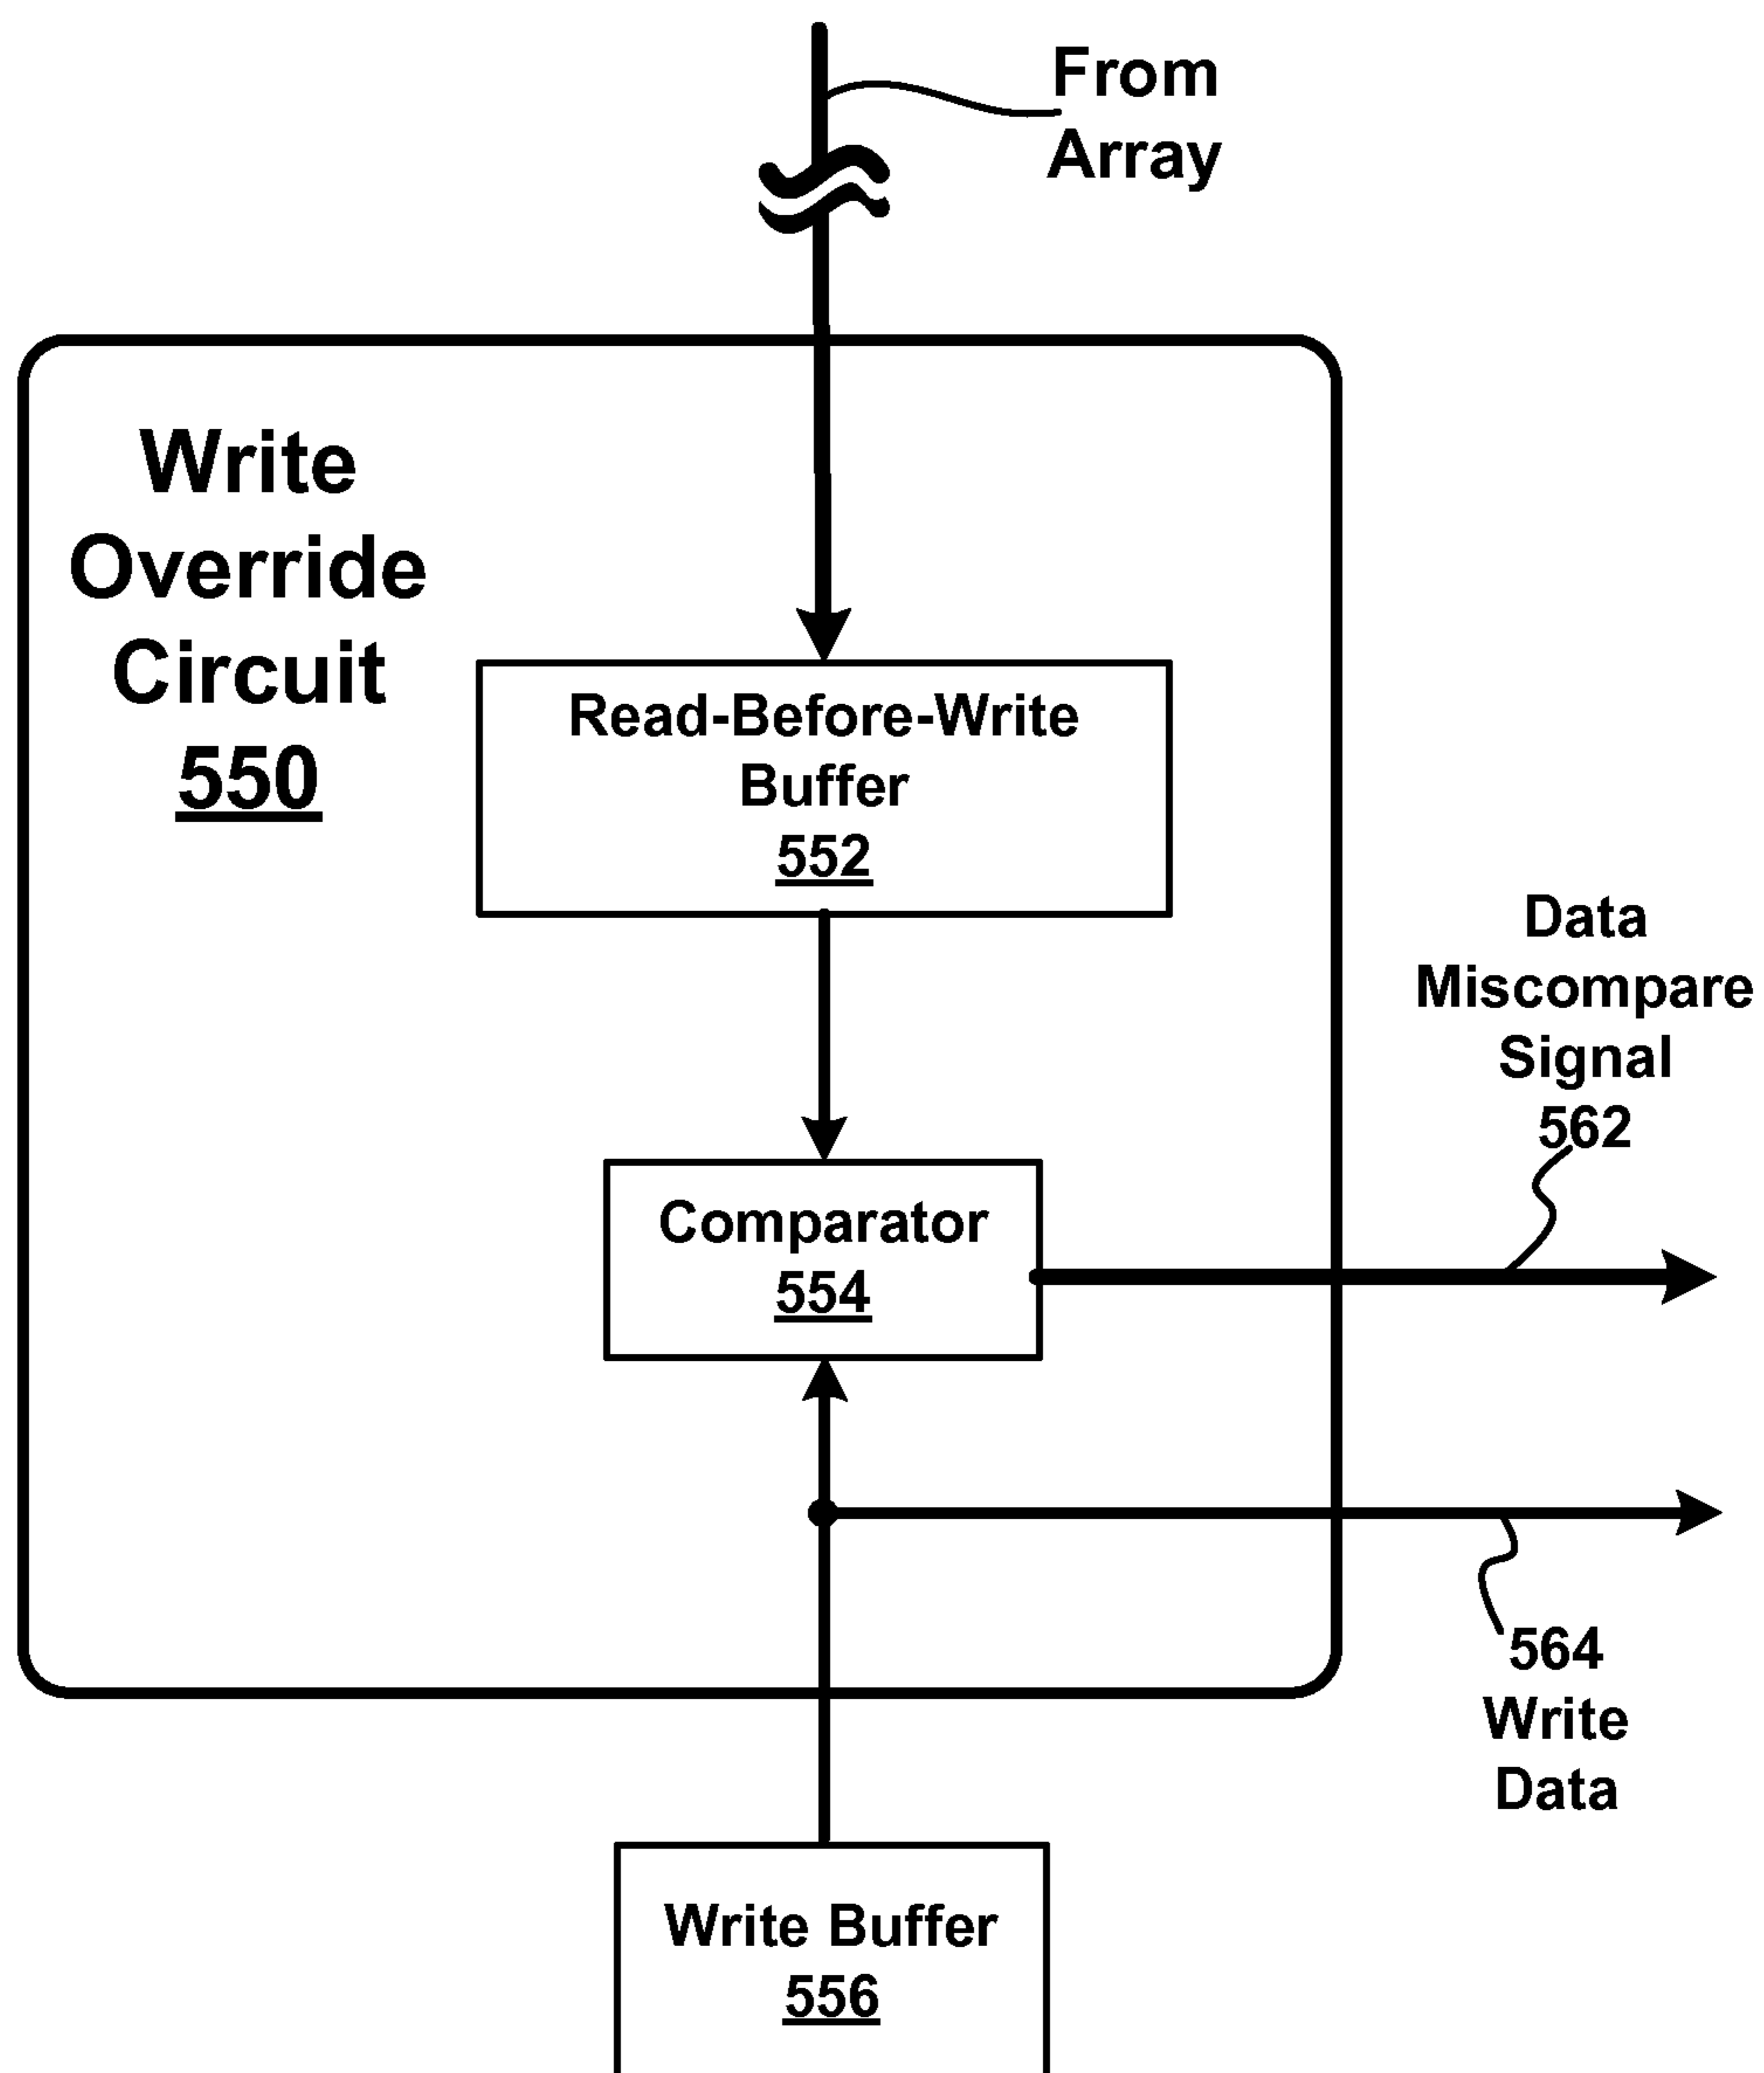 From
Array
Write
Override
Circuit
550
Read-Before-Write
Buffer
552
Data
Miscompare
Signal
562
Comparator
554
564
Write
Data
Write Buffer
556